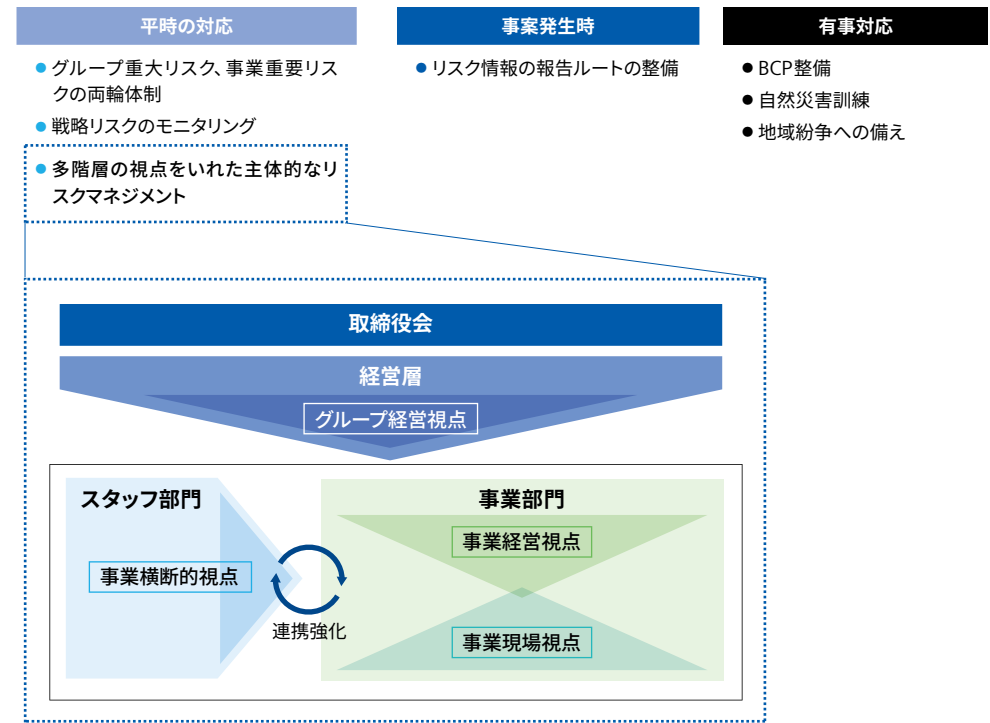 平時の対応
● グループ重大リスク、事業重要リス
クの両輪体制
● 戦略リスクのモニタリング
● 多階層の視点をいれた主体的なリ
スクマネジメント
事案発生時
● リスク情報の報告ルートの整備
有事対応
● BCP整備
● 自然災害訓練
● 地域紛争への備え
取締役会
経営層
グループ経営視点
スタッフ部門
事業横断的視点
連携強化
事業部門
事業経営視点
事業現場視点